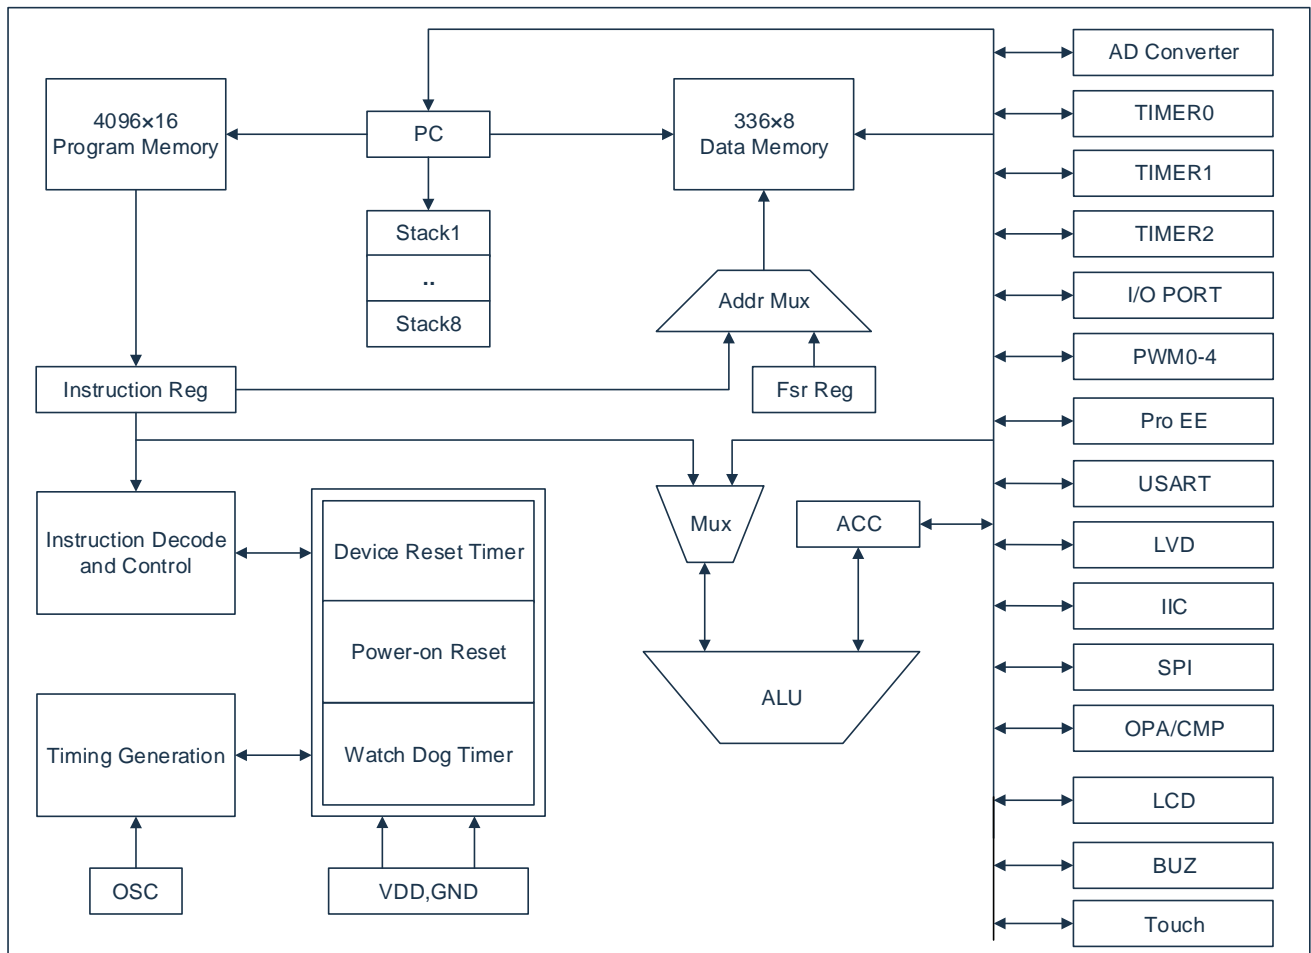 4096×16
Program Memory
PC
336×8
Data Memory
Stack1
..
Stack8
Addr Mux
Instruction Reg
Fsr Reg
Instruction Decode
and Control
Device Reset Timer
Power-on Reset
Watch Dog Timer
Mux
ACC
ALU
Timing Generation
OSC
VDD,GND
AD Converter
TIMER0
TIMER1
TIMER2
I/O PORT
PWM0-4
Pro EE
USART
LVD
IIC
SPI
OPA/CMP
LCD
BUZ
Touch